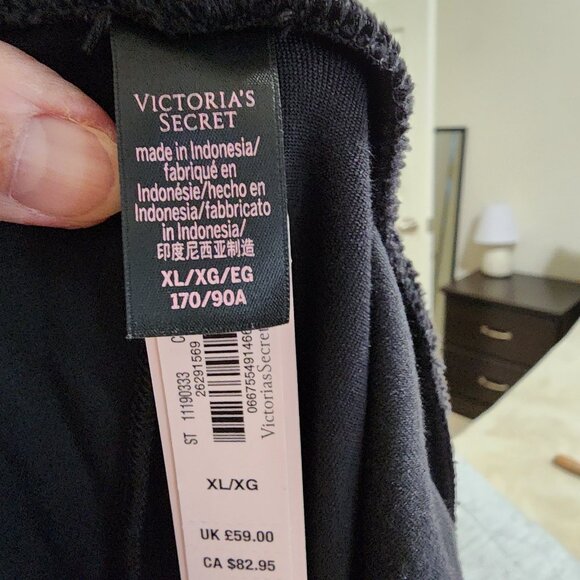 VICTORIA'S
SECRET
made in Indonesia/
fabriqué en
Indonésie/hecho en
Indonesia/fabbricato
in Indonesia/
印度尼西亚制造
XL/XG/EG
170/90A
ST 11190333
26291569
VictoriasSecret
XL/XG
UK £59.00
CA $82.95